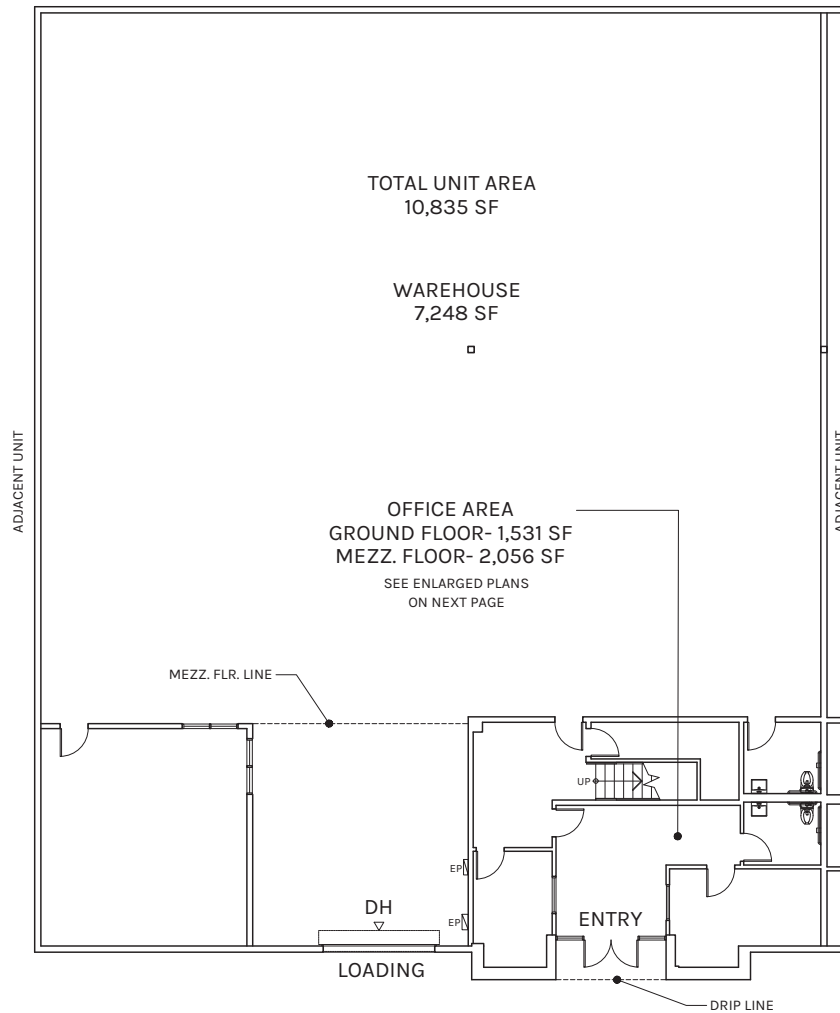 TOTAL UNIT AREA
10,835 SF
WAREHOUSE
7,248 SF
ADJACENT UNIT
ADJACENT UNIT
OFFICE AREA
GROUND FLOOR- 1,531 SF
MEZZ. FLOOR- 2,056 SF
SEE ENLARGED PLANS
ON NEXT PAGE
MEZZ. FLR. LINE
UP
EP
DH
EP
ENTRY
LOADING
DRIP LINE